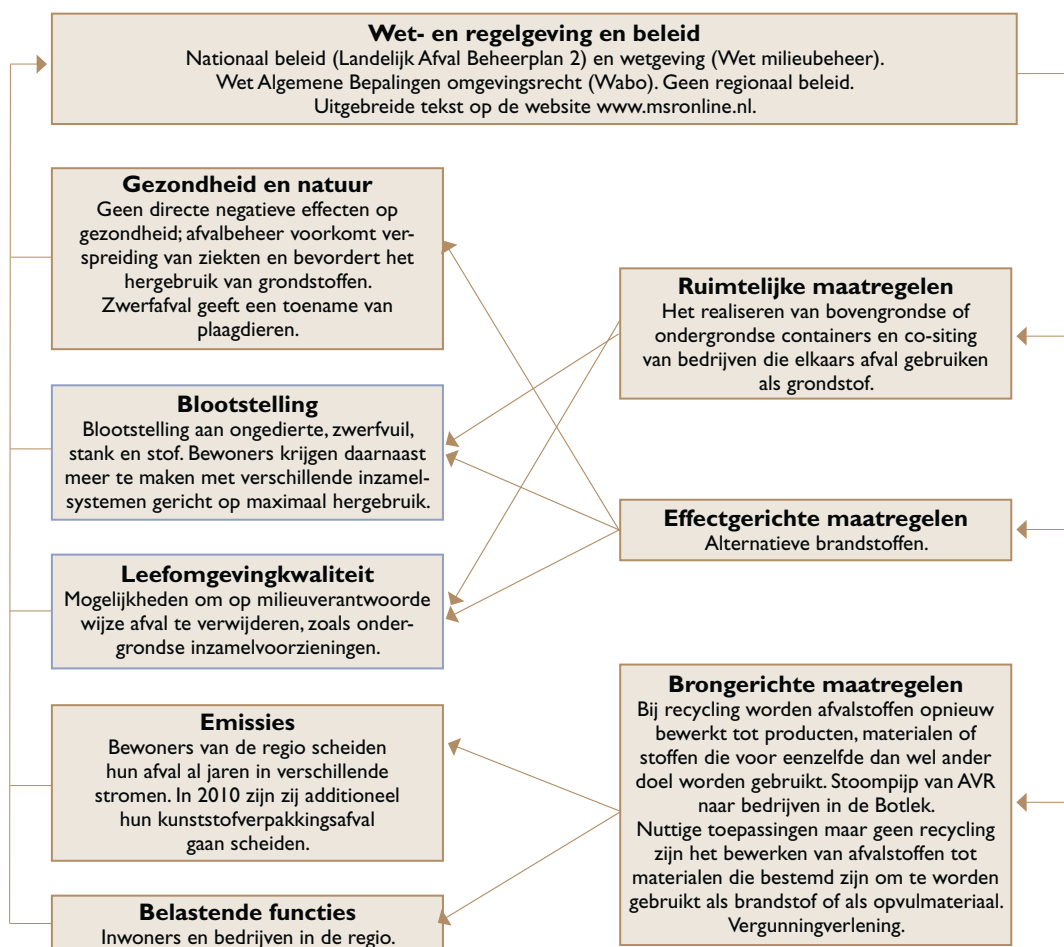 Wet- en regelgeving en beleid
Nationaal beleid (Landelijk Afval Beheerplan 2) en wetgeving (Wet milieubeheer).
Wet Algemene Bepalingen omgevingsrecht (Wabo). Geen regionaal beleid.
Uitgebreide tekst op de website www.msronline.nl.
Gezondheid en natuur
Geen directe negatieve effecten op
gezondheid; afvalbeheer voorkomt ver-
spreiding van ziekten en bevordert het
hergebruik van grondstoffen.
Zwerfafval geeft een toename van
plaagdieren.
Blootstelling
Blootstelling aan ongedierte, zwerfvuil,
stank en stof. Bewoners krijgen daarnaast
meer te maken met verschillende inzamel-
systemen gericht op maximaal hergebruik.
Leefomgevingkwaliteit
Mogelijkheden om op milieuverantwoorde
wijze afval te verwijderen, zoals onder-
grondse inzamelvoorzieningen.
Emissies
Bewoners van de regio scheiden
hun afval al jaren in verschillende
stromen. In 2010 zijn zij additioneel
hun kunststofverpakkingsafval
gaan scheiden.
Belastende functies
Inwoners en bedrijven in de regio.
Ruimtelijke maatregelen
Het realiseren van bovengrondse of
ondergrondse containers en co-siting
van bedrijven die elkaars afval gebruiken
als grondstof.
Effectgerichte maatregelen
Alternatieve brandstoffen.
Brongerichte maatregelen
Bij recycling worden afvalstoffen opnieuw
bewerkt tot producten, materialen of
stoffen die voor eenzelfde dan wel ander
doel worden gebruikt. Stoompijp van AVR
naar bedrijven in de Botlek.
Nuttige toepassingen maar geen recycling
zijn het bewerken van afvalstoffen tot
materialen die bestemd zijn om te worden
gebruikt als brandstof of als opvulmateriaal.
Vergunningverlening.